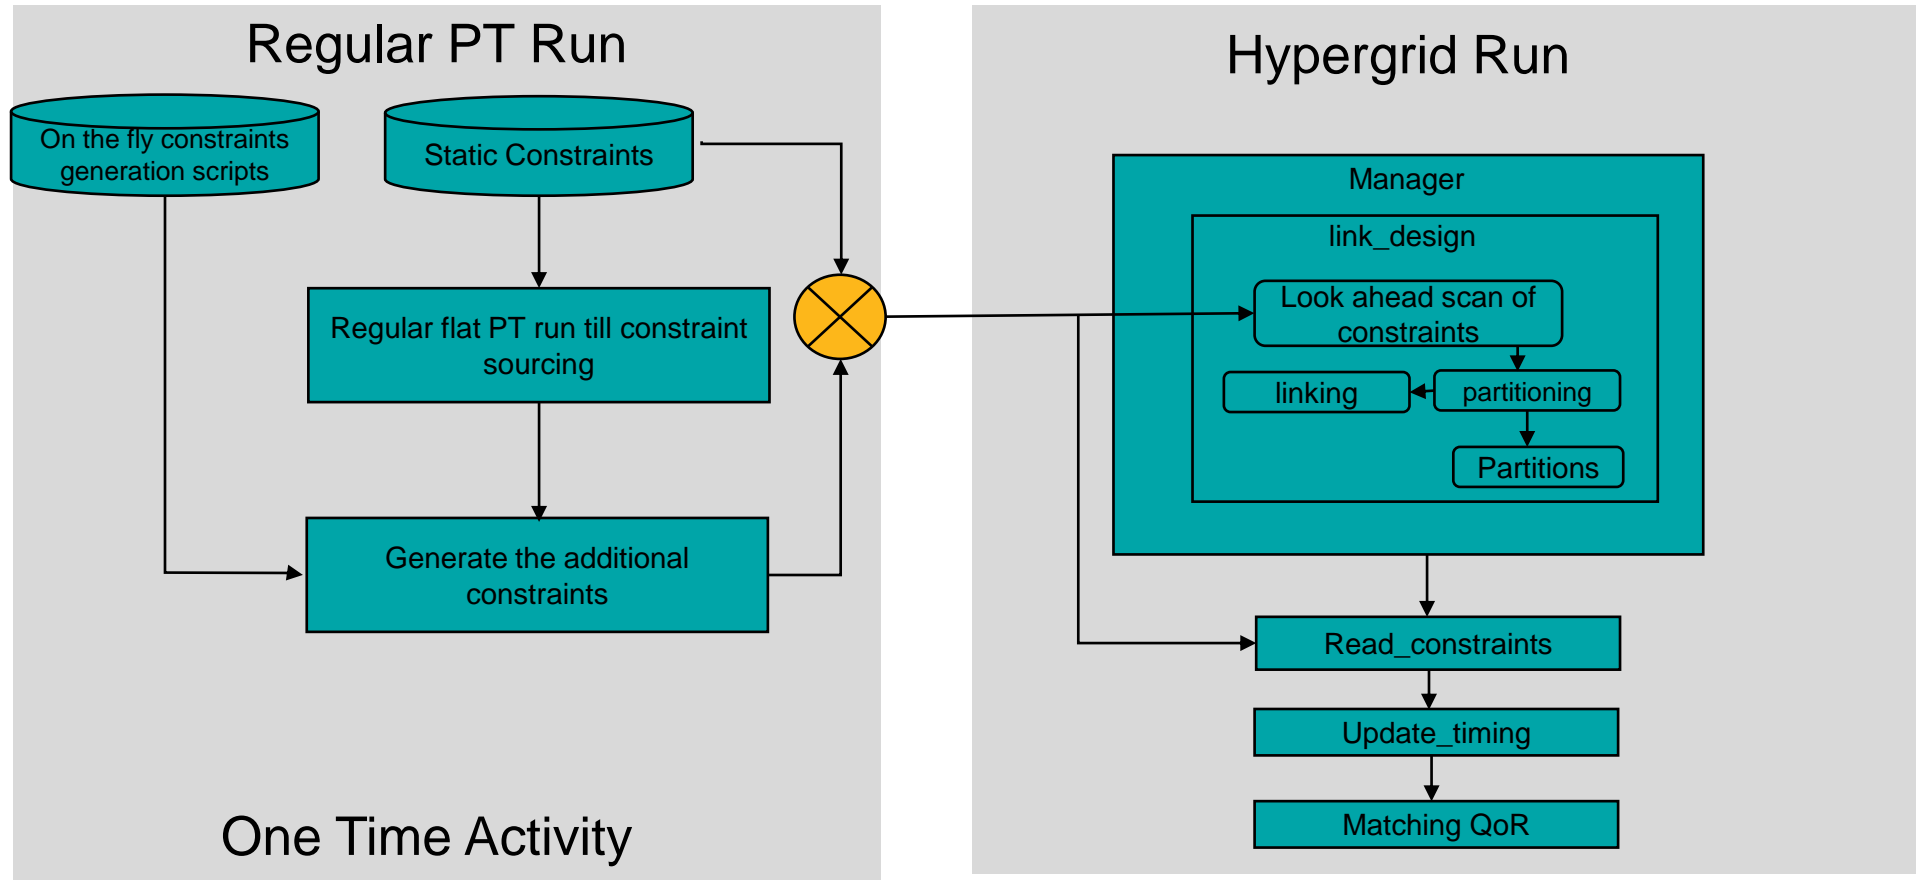 Regular PT Run
On the fly constraints
generation scripts
Static Constraints
Regular flat PT run till constraint
sourcing
Generate the additional
constraints
One Time Activity
Hypergrid Run
Manager
link_design
Look ahead scan of
constraints
linking
partitioning
Partitions
Read_constraints
Update_timing
Matching QoR